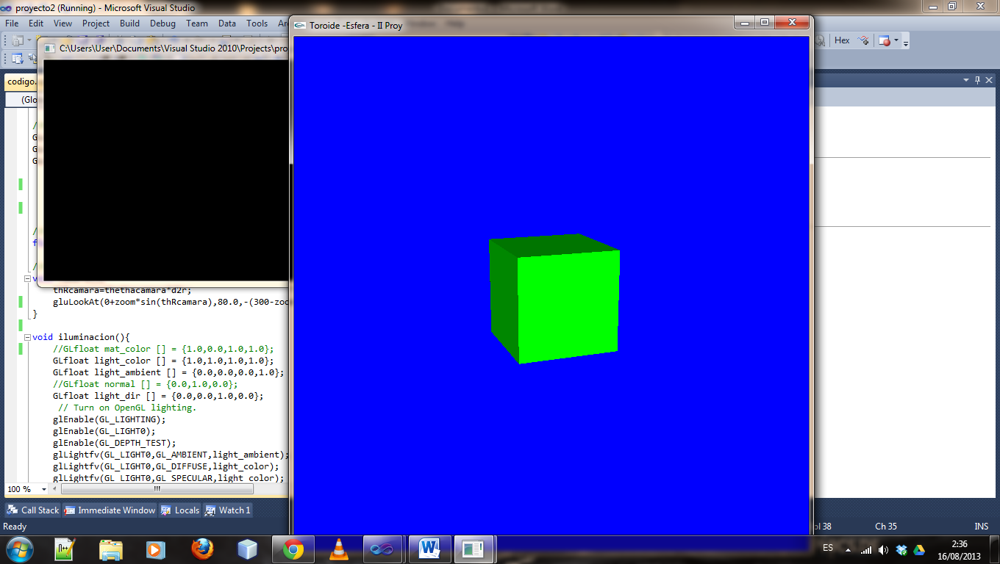 proyecto2 (Running) - Microsoft Visual Studio
File Edit View Project Build Debug Team Data Tools
Toroide -Esfera - II Proy
Hex
C:\Users\User\Documents\Visual Studio 2010\Projects\pro
codigo.
(Glo
/
G
G
G
/
f
/
v
thRcamara=thethacamara*d2r;
gluLookAt(0+zoom*sin(thRcamara),80.0,-(300-zoo
}
void iluminacion(){
//GLfloat mat_color [] = {1.0,0.0,1.0,1.0};
GLfloat light_color [] = {1.0,1.0,1.0,1.0};
GLfloat light_ambient [] = {0.0,0.0,0.0,1.0};
//GLfloat normal [] = {0.0,1.0,0.0};
GLfloat light_dir [] = {0.0,0.0,1.0,0.0};
// Turn on OpenGL lighting.
glEnable(GL_LIGHTING);
glEnable(GL_LIGHT0);
glEnable(GL_DEPTH_TEST);
glLightfv(GL_LIGHT0,GL_AMBIENT,light_ambient);
glLightfv(GL_LIGHT0,GL_DIFFUSE,light_color);
glLightfv(GL_LIGHT0,GL_SPECULAR,light_color);
100 %
Call Stack Immediate Window Locals Watch 1
Ready ol 38 Ch 35 INS
N++
ES
2:36
16/08/2013